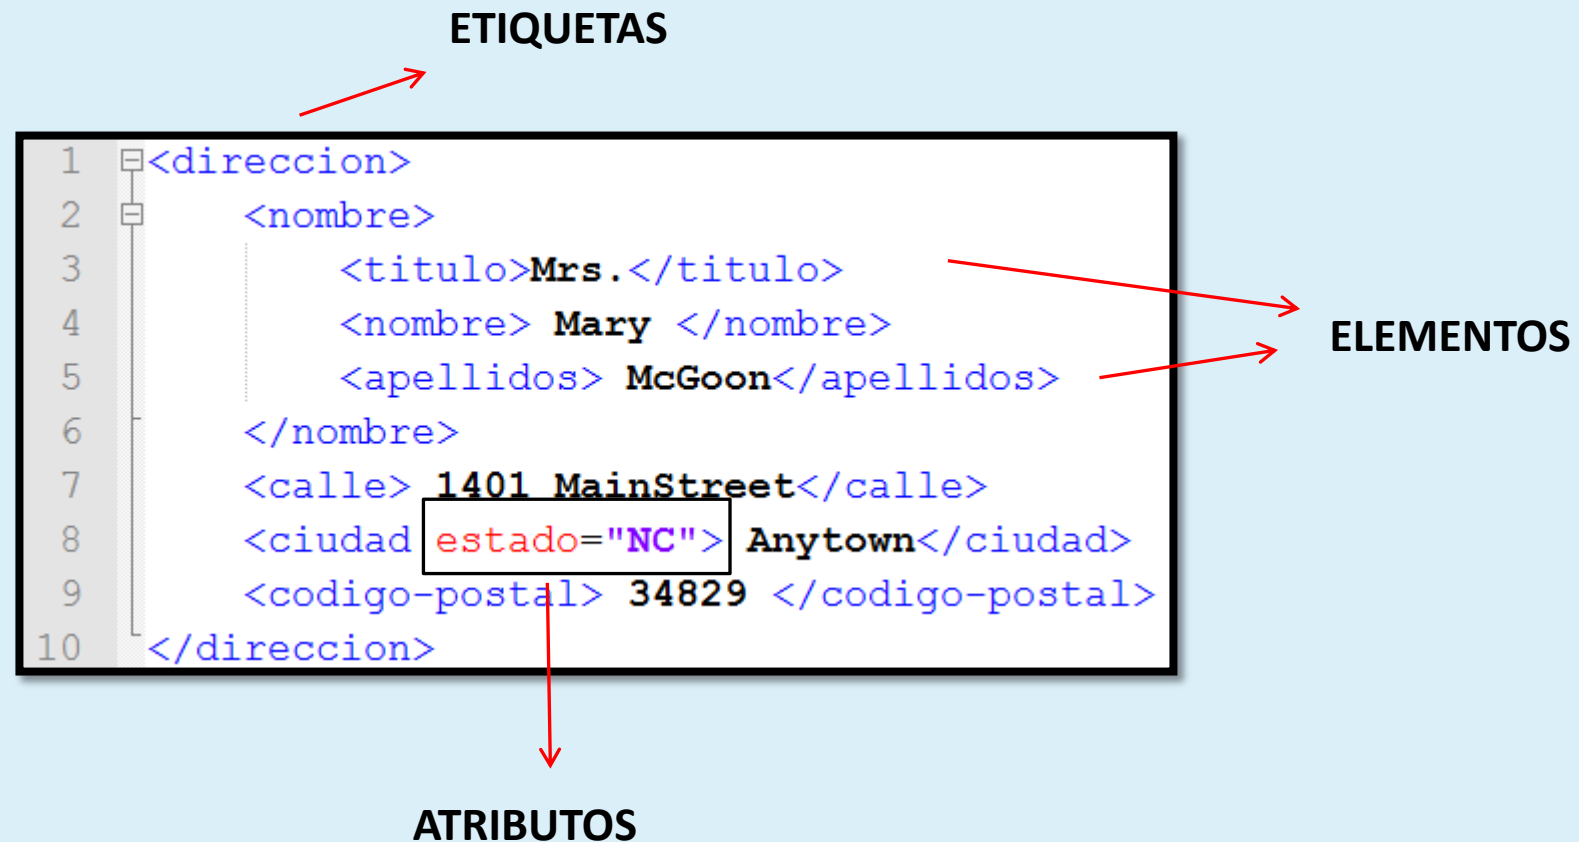 ETIQUETAS
1 <direccion>
2 <nombre>
3 <titulo>Mrs.</titulo>
4 <nombre> Mary </nombre>
5 <apellidos> McGoon</apellidos>
6 </nombre>
7 <calle> 1401 MainStreet</calle>
8 <ciudad estado="NC"> Anytown</ciudad>
9 <codigo-postal> 34829 </codigo-postal>
10 </direccion>
ELEMENTOS
ATRIBUTOS